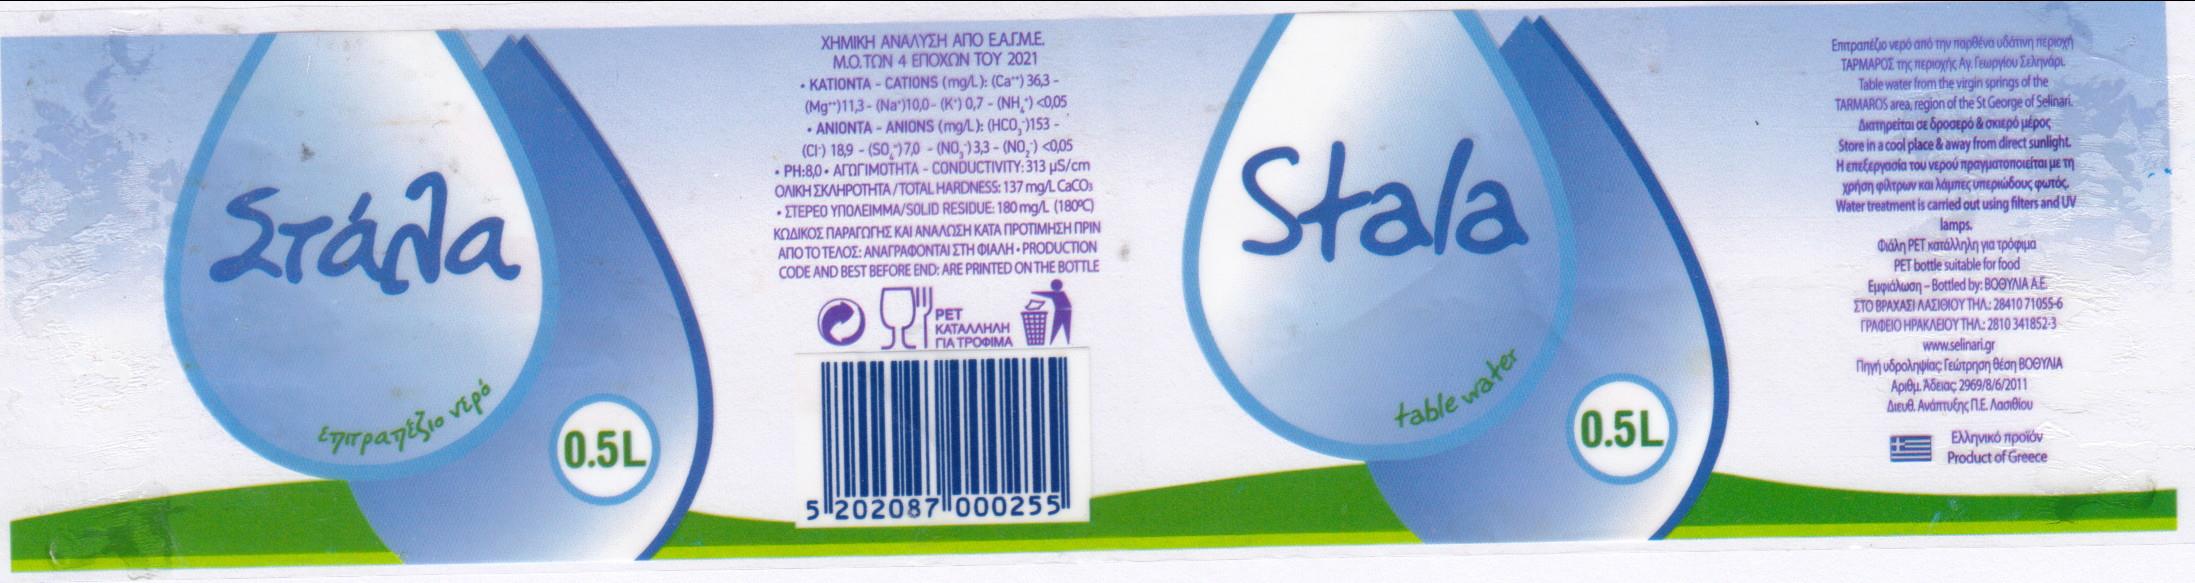 Στάλα
επιτραπέζιο νερό
0.5L
ΧΗΜΙΚΗ ΑΝΑΛΥΣΗ ΑΠΟ Ε.Α.Γ.Μ.Ε.
Μ.Ο. ΤΩΝ 4 ΕΠΟΧΩΝ ΤΟΥ 2021
• ΚΑΤΙΟΝΤΑ - CATIONS (mg/L): (Ca⁺⁺) 36,3 -
(Mg⁺⁺)11,3 - (Na⁺)10,0 - (K⁺) 0,7 - (NH₄⁺) <0,05
• ΑΝΙΟΝΤΑ - ANIONS (mg/L): (HCO₃⁻)153 -
(Cl⁻) 18,9 - (SO₄⁼) 7,0 - (NO₃⁻) 3,3 - (NO₂⁻) <0,05
• PH:8,0 • ΑΓΩΓΙΜΟΤΗΤΑ - CONDUCTIVITY: 313 μS/cm
ΟΛΙΚΗ ΣΚΛΗΡΟΤΗΤΑ / TOTAL HARDNESS: 137 mg/L CaCO₃
• ΣΤΕΡΕΟ ΥΠΟΛΕΙΜΜΑ/SOLID RESIDUE: 180 mg/L (180⁰C)
ΚΩΔΙΚΟΣ ΠΑΡΑΓΩΓΗΣ ΚΑΙ ΑΝΑΛΩΣΗ ΚΑΤΑ ΠΡΟΤΙΜΗΣΗ ΠΡΙΝ
ΑΠΟ ΤΟ ΤΕΛΟΣ: ΑΝΑΓΡΑΦΟΝΤΑΙ ΣΤΗ ΦΙΑΛΗ • PRODUCTION
CODE AND BEST BEFORE END: ARE PRINTED ON THE BOTTLE
PET
ΚΑΤΑΛΛΗΛΗ
ΓΙΑ ΤΡΟΦΙΜΑ
5 202087 000255
Stala
table water
0.5L
Επιτραπέζιο νερό από την παρθένα υδάτινη περιοχή
ΤΑΡΜΑΡΟΣ της περιοχής Αγ. Γεωργίου Σεληνάρι.
Table water from the virgin springs of the
TARMAROS area, region of the St George of Selinari.
Διατηρείται σε δροσερό & σκιερό μέρος
Store in a cool place & away from direct sunlight.
Η επεξεργασία του νερού πραγματοποιείται με τη
χρήση φίλτρων και λάμπες υπεριώδους φωτός.
Water treatment is carried out using filters and UV
lamps.
Φιάλη PET κατάλληλη για τρόφιμα
PET bottle suitable for food
Εμφιάλωση – Bottled by: ΒΟΘΥΛΙΑ Α.Ε.
ΣΤΟ ΒΡΑΧΑΣΙ ΛΑΣΙΘΙΟΥ ΤΗΛ.: 28410 71055-6
ΓΡΑΦΕΙΟ ΗΡΑΚΛΕΙΟΥ ΤΗΛ.: 2810 341852-3
www.selinari.gr
Πηγή υδροληψίας: Γεώτρηση θέση ΒΟΘΥΛΙΑ
Αριθμ. Άδειας: 2969/8/6/2011
Διευθ. Ανάπτυξης Π.Ε. Λασιθίου
Ελληνικό προϊόν
Product of Greece